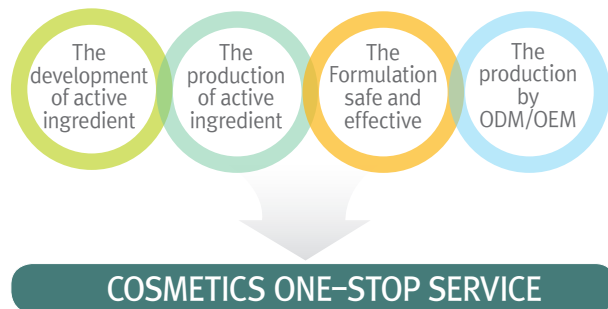 The
development
of active
ingredient
The
production
of active
ingredient
The
Formulation
safe and
effective
The
production
by
ODM/OEM
COSMETICS ONE–STOP SERVICE